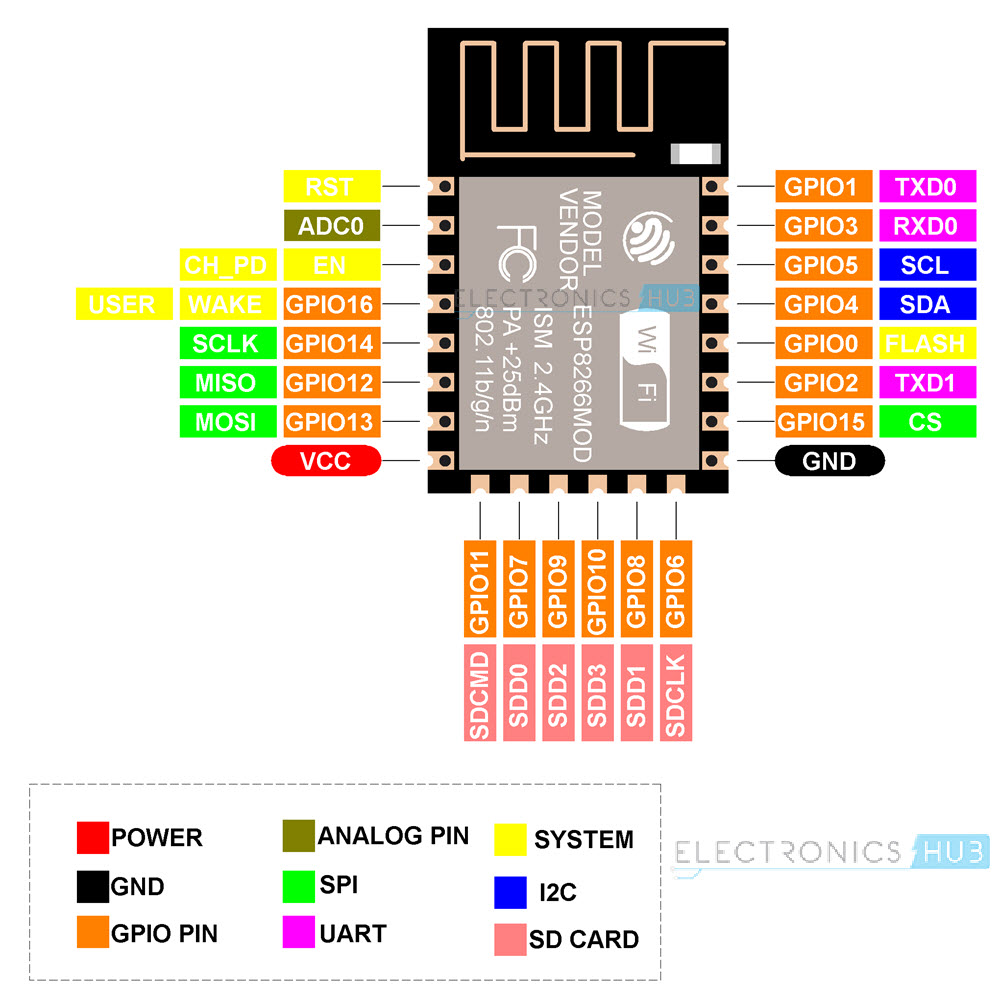 RST
ADC0
CH_PD EN
USER WAKE GPIO16
SCLK GPIO14
MISO GPIO12
MOSI GPIO13
VCC
MODEL
VENDOR
ESP8266MOD
ISM 2.4GHz
PA +25dBm
802.11b/g/n
FC
Wi Fi
ELECTRONICS HUB
GPIO1 TXD0
GPIO3 RXD0
GPIO5 SCL
GPIO4 SDA
GPIO0 FLASH
GPIO2 TXD1
GPIO15 CS
GND
GPIO11 SDCMD
GPIO7 SDD0
GPIO9 SDD2
GPIO10 SDD3
GPIO8 SDD1
GPIO6 SDCLK
POWER ANALOG PIN SYSTEM
GND SPI I2C
GPIO PIN UART SD CARD
ELECTRONICS HUB